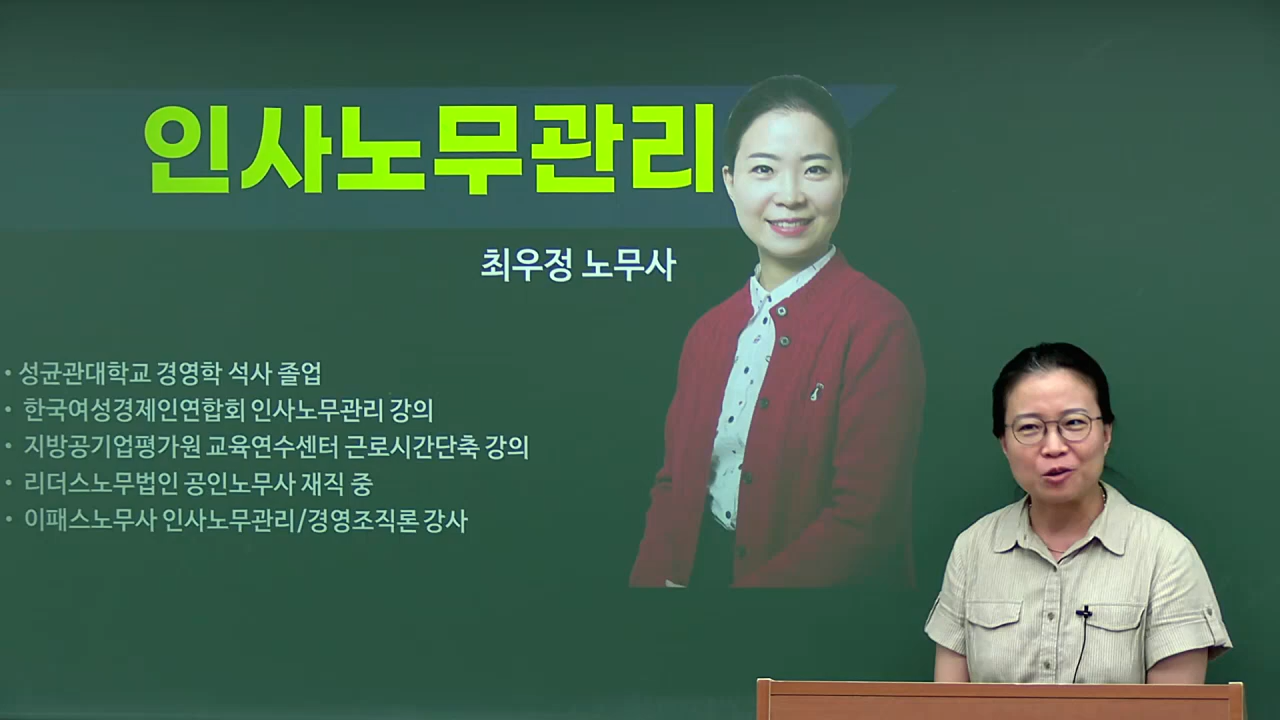 인사노무관리
최우정 노무사
• 성균관대학교 경영학 석사 졸업
• 한국여성경제인연합회 인사노무관리 강의
• 지방공기업평가원 교육연수센터 근로시간단축 강의
• 리더스노무법인 공인노무사 재직 중
• 이패스노무사 인사노무관리/경영조직론 강사